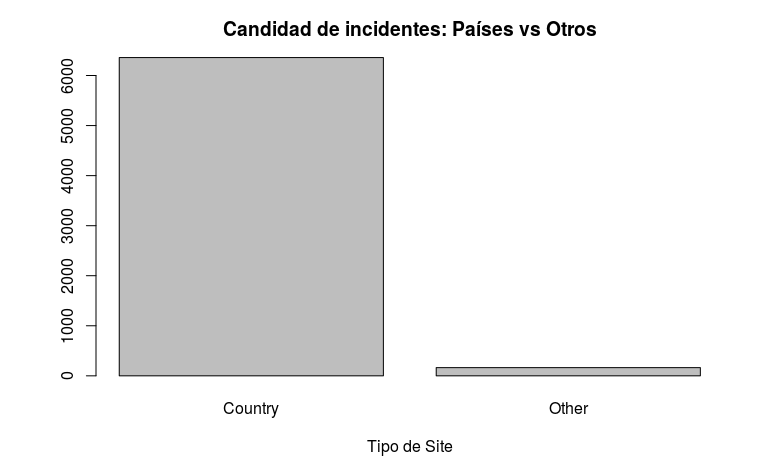 Candidad de incidentes: Países vs Otros
6000
5000
4000
3000
2000
1000
0
Country
Other
Tipo de Site